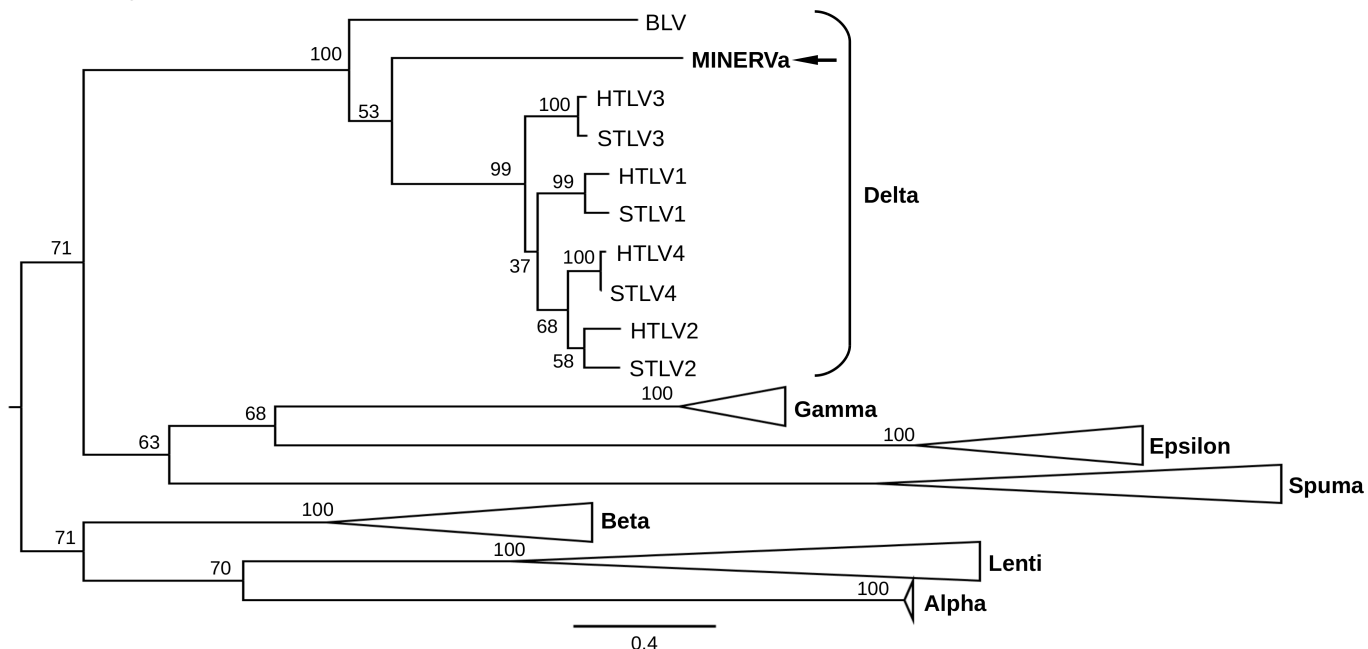 BLV
100
MINERVa
53
100 HTLV3
STLV3
99
99 HTLV1
STLV1
Delta
71
100 HTLV4
37
STLV4
68
HTLV2
58 STLV2
100
Gamma
68
100
63
Epsilon
Spuma
100
Beta
71
100
Lenti
70
100
Alpha
0.4